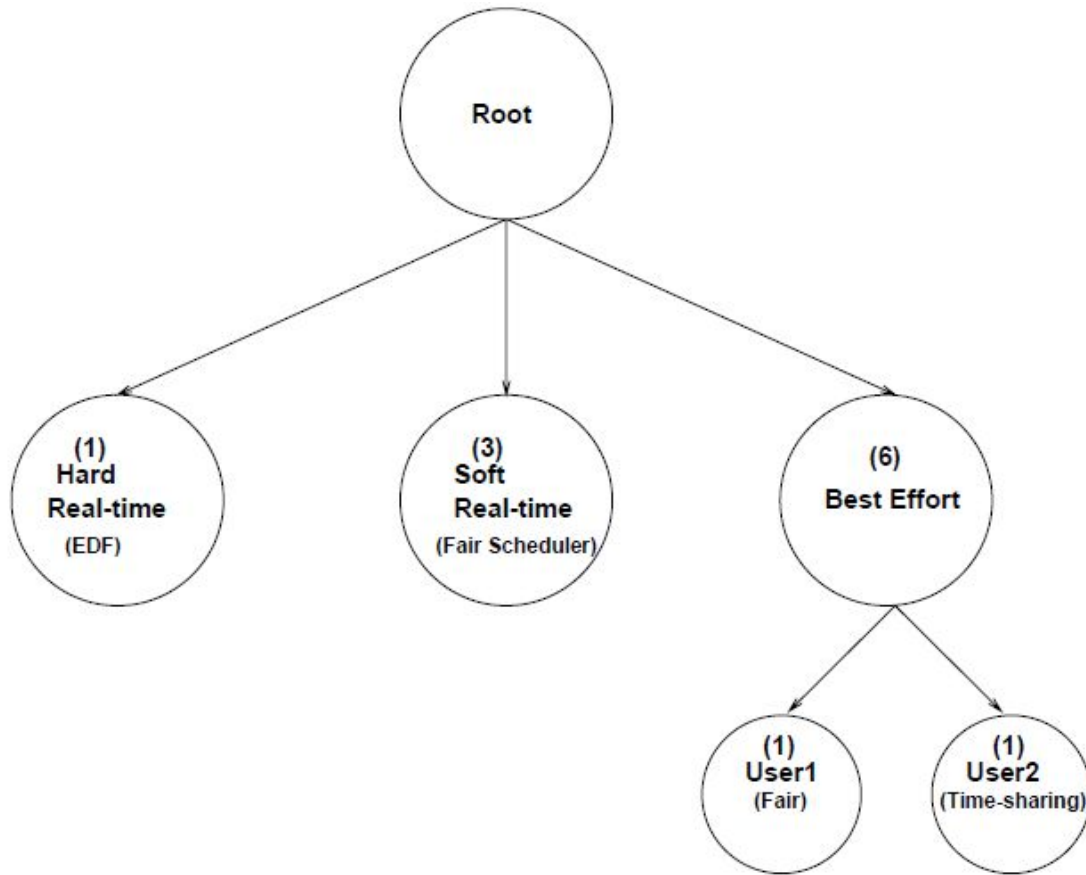 Root
(1)
Hard
Real-time
(EDF)
(3)
Soft
Real-time
(Fair Scheduler)
(6)
Best Effort
(1)
User1
(Fair)
(1)
User2
(Time-sharing)